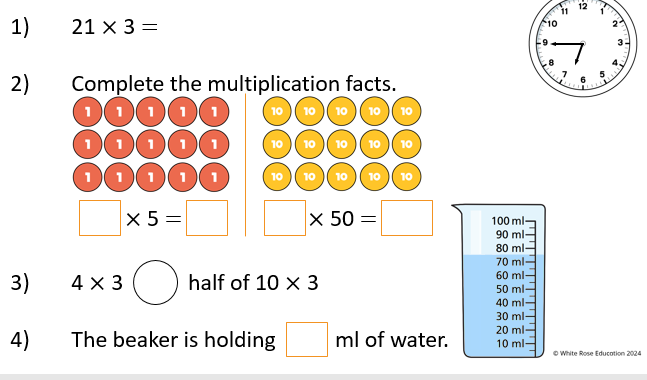 1) 21 × 3 =
12
11 1
10 2
9 3
8 4
7 5
6
2) Complete the multiplication facts.
1 1 1 1 1 10 10 10 10 10
1 1 1 1 1 10 10 10 10 10
1 1 1 1 1 10 10 10 10 10
× 5 = × 50 =
100 ml
90 ml
80 ml
70 ml
60 ml
50 ml
40 ml
30 ml
20 ml
10 ml
3) 4 × 3 half of 10 × 3
4) The beaker is holding ml of water.
© White Rose Education 2024